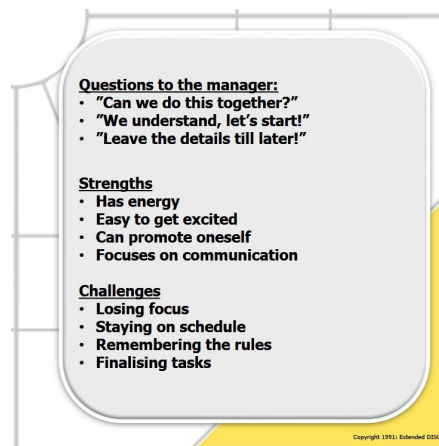 Questions to the manager:
• ”Can we do this together?”
• ”We understand, let’s start!”
• ”Leave the details till later!”
Strengths
• Has energy
• Easy to get excited
• Can promote oneself
• Focuses on communication
Challenges
• Losing focus
• Staying on schedule
• Remembering the rules
• Finalising tasks
Copyright 1991: Extended DISC